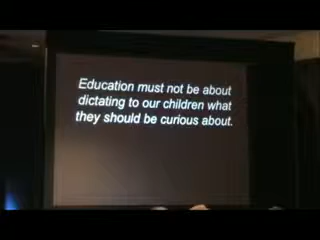 Education must not be about
dictating to our children what
they should be curious about.